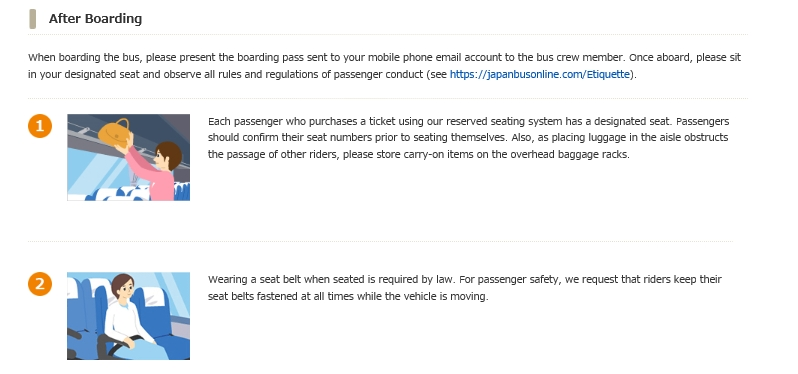 After Boarding
When boarding the bus, please present the boarding pass sent to your mobile phone email account to the bus crew member. Once aboard, please sit
in your designated seat and observe all rules and regulations of passenger conduct (see https://japanbusonline.com/Etiquette).
1
Each passenger who purchases a ticket using our reserved seating system has a designated seat. Passengers
should confirm their seat numbers prior to seating themselves. Also, as placing luggage in the aisle obstructs
the passage of other riders, please store carry-on items on the overhead baggage racks.
2
Wearing a seat belt when seated is required by law. For passenger safety, we request that riders keep their
seat belts fastened at all times while the vehicle is moving.